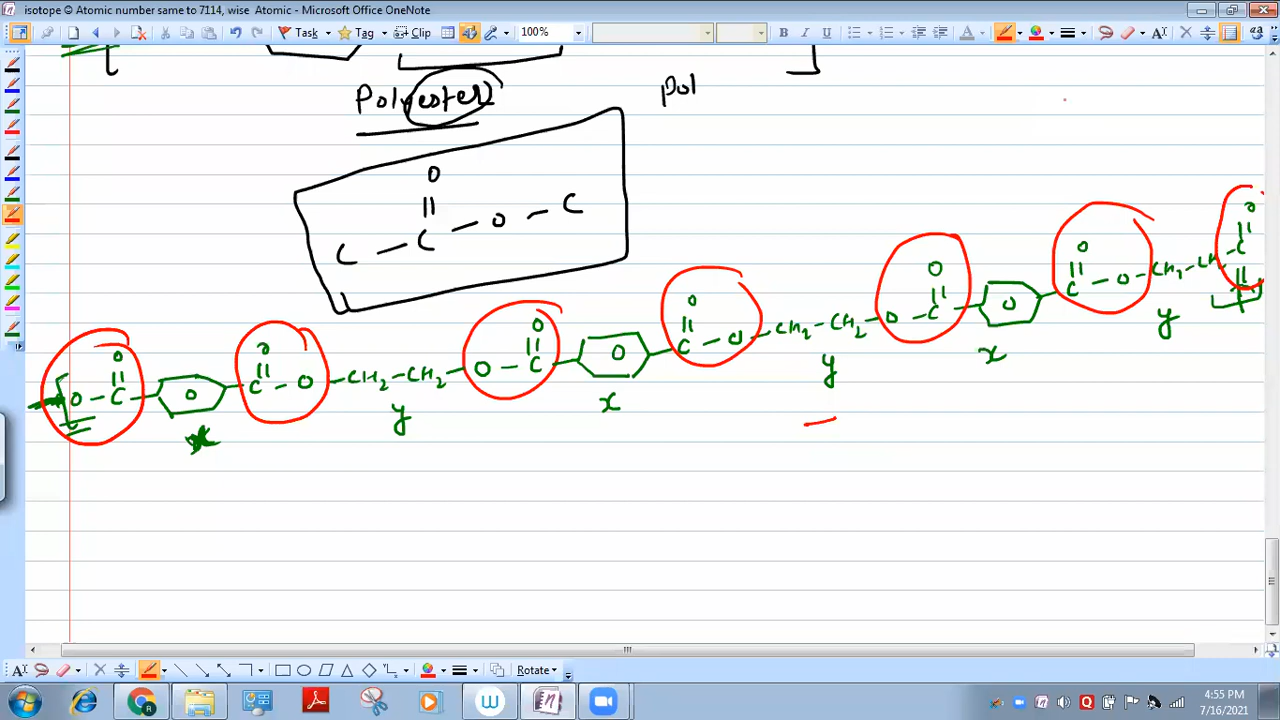 isotope © Atomic number same to 7114, wise Atomic - Microsoft Office OneNote
Task Tag Clip 100%
Polyester
pol
O
||
C - C - O - C
O - C - O - C - O - CH2 - CH2 - O - C - O - C - O - CH2 - CH2 - O - C - O - C - O - CH2 - CH - C
x y x y x y
Rotate
4:55 PM
7/16/2021